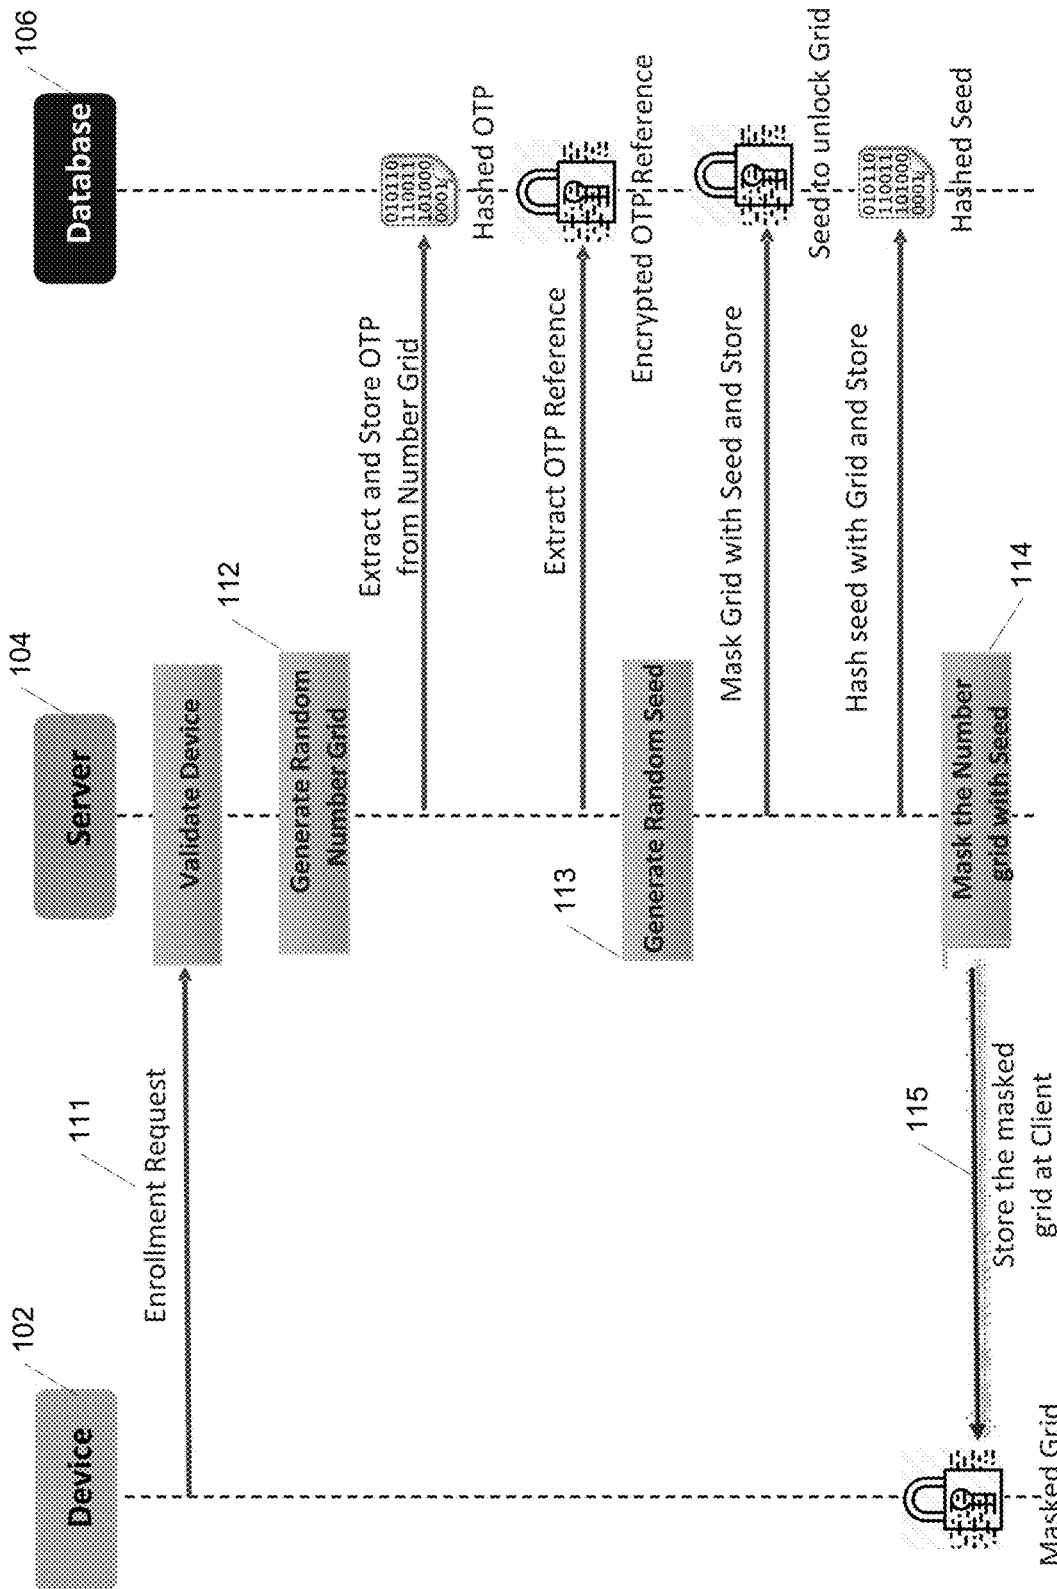 102
Device
104
Server
106
Database
111
Enrollment Request
Validate Device
112
Generate Random
Number Grid
Extract and Store OTP
from Number Grid
010110
110011
101000
0001
Hashed OTP
Extract OTP Reference
Encrypted OTP Reference
113
Generate Random Seed
Mask Grid with Seed and Store
Seed to unlock Grid
Hash seed with Grid and Store
010110
110011
101000
0001
Hashed Seed
114
Mask the Number
grid with Seed
115
Store the masked
grid at Client
Masked Grid